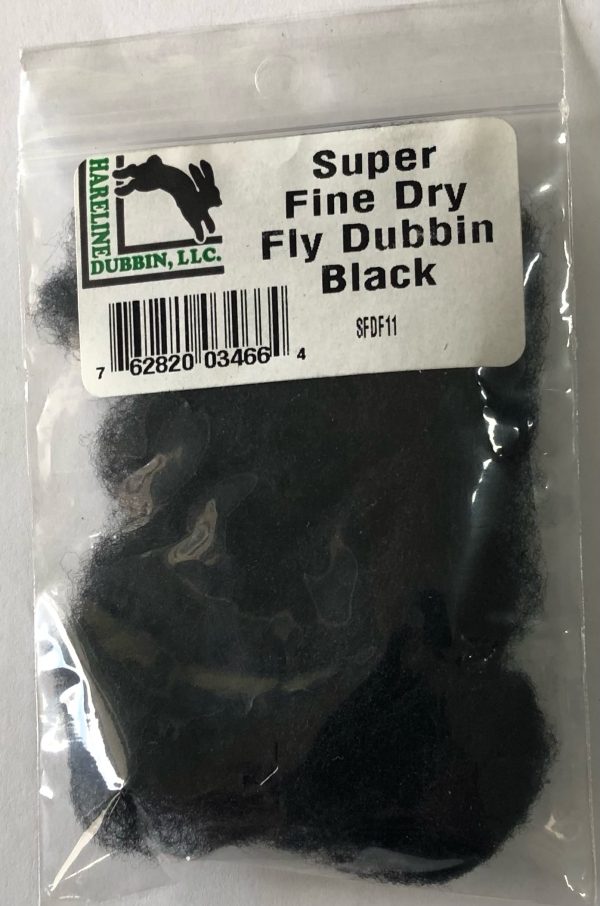 HARELINE
DUBBIN, LLC.
Super
Fine Dry
Fly Dubbin
Black
SFDF11
7 62820 03466 4